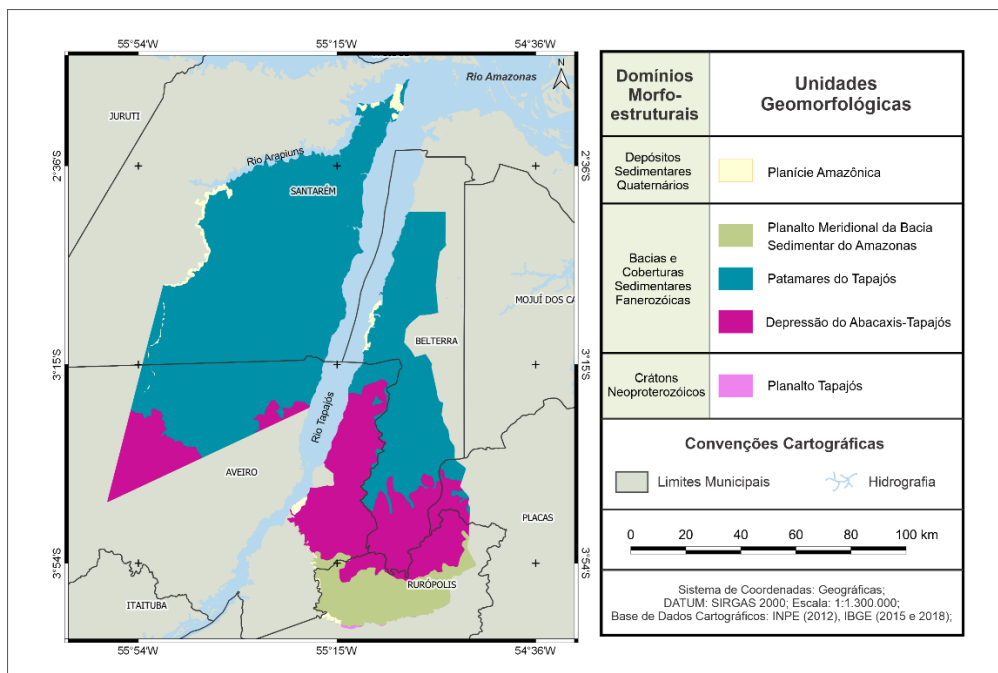 55°54'W
55°15'W
54°36'W
Rio Amazonas
N
JURUTI
2°36'S
2°36'S
Rio Arapiuns
SANTARÉM
MOJUÍ DOS CA
BELTERRA
3°15'S
3°15'S
Rio Tapajós
AVEIRO
PLACAS
3°54'S
3°54'S
RURÓPOLIS
ITAITUBA
55°54'W
55°15'W
54°36'W
Domínios
Morfo-
estruturais
Unidades
Geomorfológicas
Depósitos
Sedimentares
Quaternários
Planície Amazônica
Bacias e
Coberturas
Sedimentares
Fanerozóicas
Planalto Meridional da Bacia
Sedimentar do Amazonas
Patamares do Tapajós
Depressão do Abacaxis-Tapajós
Crátons
Neoproterozóicos
Planalto Tapajós
Convenções Cartográficas
Limites Municipais
Hidrografia
0 20 40 60 80 100 km
Sistema de Coordenadas: Geográficas;
DATUM: SIRGAS 2000; Escala: 1:1.300.000;
Base de Dados Cartográficos: INPE (2012), IBGE (2015 e 2018);